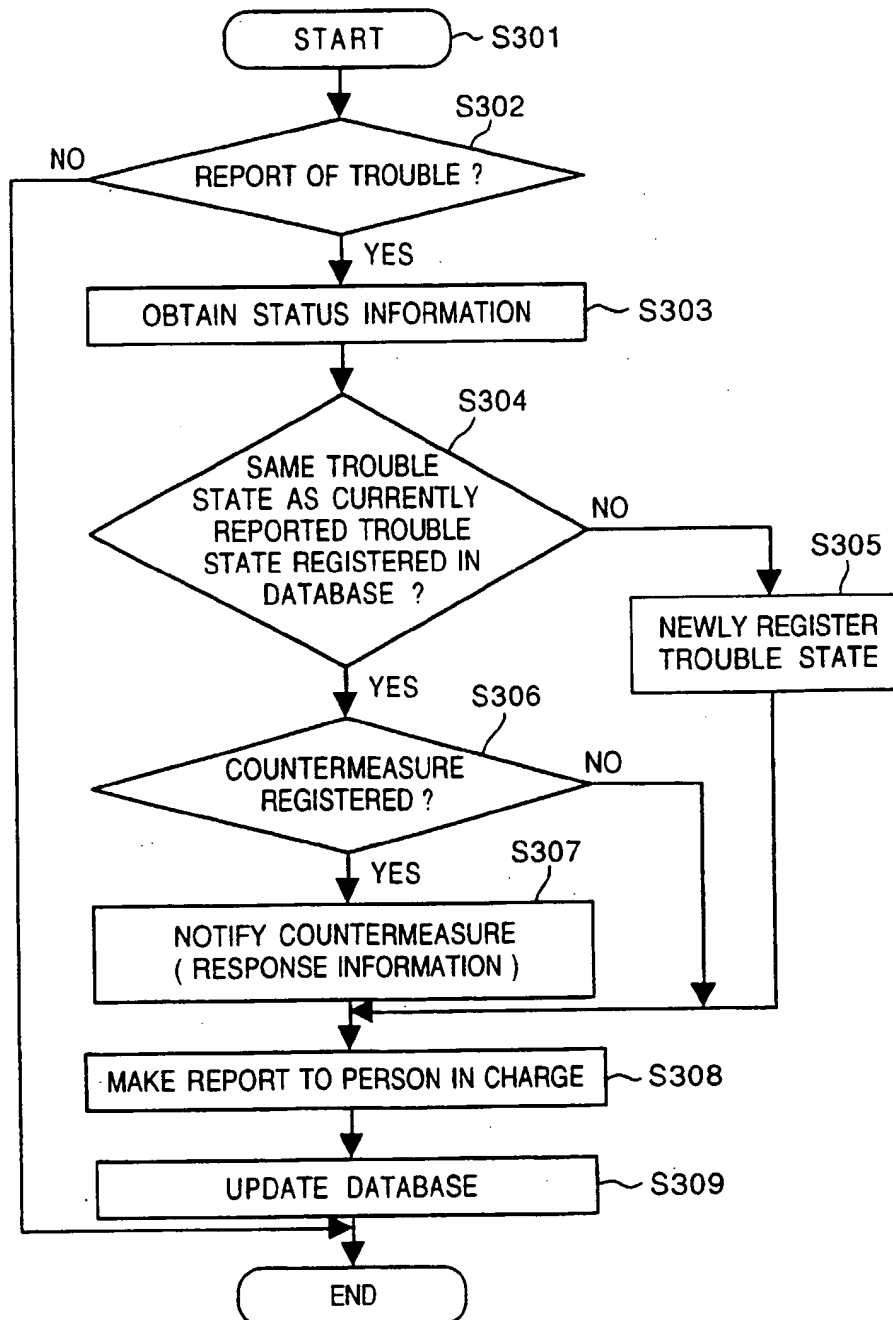 START
S301
S302
NO
REPORT OF TROUBLE ?
YES
OBTAIN STATUS INFORMATION
S303
S304
SAME TROUBLE
STATE AS CURRENTLY
REPORTED TROUBLE
STATE REGISTERED IN
DATABASE ?
NO
S305
NEWLY REGISTER
TROUBLE STATE
YES
S306
COUNTERMEASURE
REGISTERED ?
NO
YES
S307
NOTIFY COUNTERMEASURE
( RESPONSE INFORMATION )
MAKE REPORT TO PERSON IN CHARGE
S308
UPDATE DATABASE
S309
END